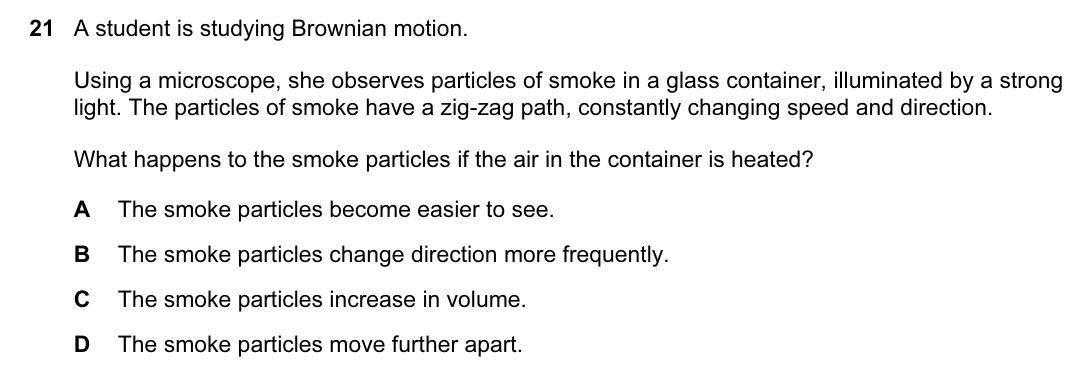 21 A student is studying Brownian motion.
Using a microscope, she observes particles of smoke in a glass container, illuminated by a strong
light. The particles of smoke have a zig-zag path, constantly changing speed and direction.
What happens to the smoke particles if the air in the container is heated?
A The smoke particles become easier to see.
B The smoke particles change direction more frequently.
C The smoke particles increase in volume.
D The smoke particles move further apart.